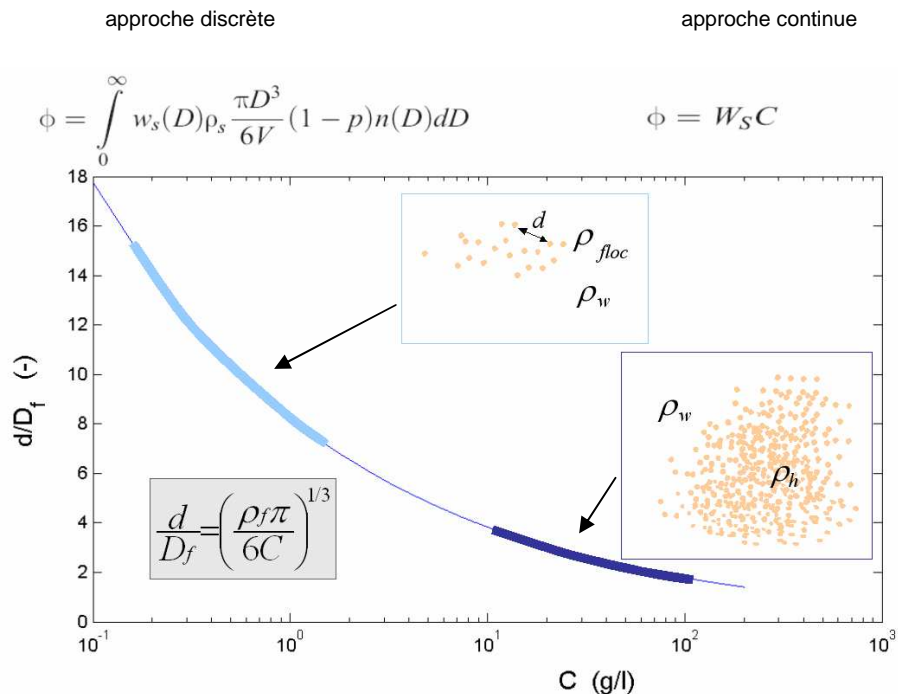 approche discrète approche continue
ϕ = ∫₀^∞ w_s(D)ρ_s πD³/6V (1 − p)n(D)dD ϕ = W_S C
18
16
14
12
10
8
6
4
2
0
d/D_f (-)
d
ρ_floc
ρ_w
ρ_w
ρ_h
d/D_f = (ρ_f π/6C)^1/3
10⁻¹ 10⁰ 10¹ 10² 10³
C (g/l)